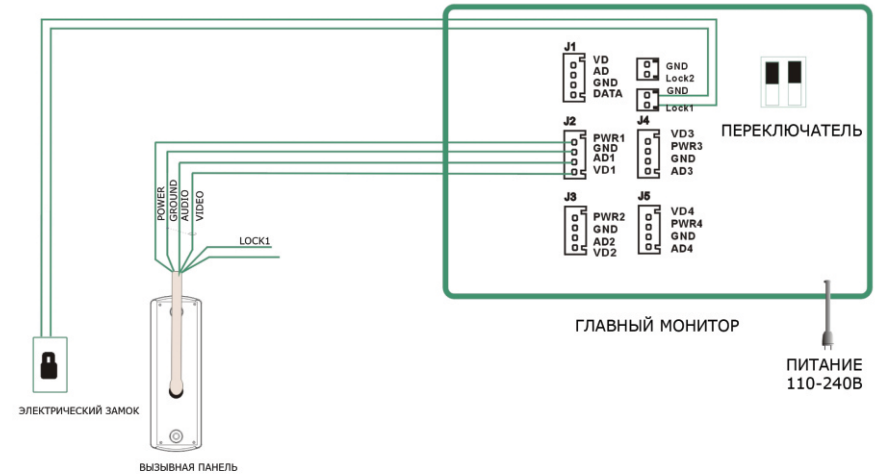 J1
VD
AD
GND
DATA
GND
Lock2
GND
Lock1
ПЕРЕКЛЮЧАТЕЛЬ
J2
PWR1
GND
AD1
VD1
J4
VD3
PWR3
GND
AD3
POWER
GROUND
AUDIO
VIDEO
LOCK1
J3
PWR2
GND
AD2
VD2
J5
VD4
PWR4
GND
AD4
ГЛАВНЫЙ МОНИТОР
ПИТАНИЕ
110-240В
ЭЛЕКТРИЧЕСКИЙ ЗАМОК
ВЫЗЫВНАЯ ПАНЕЛЬ